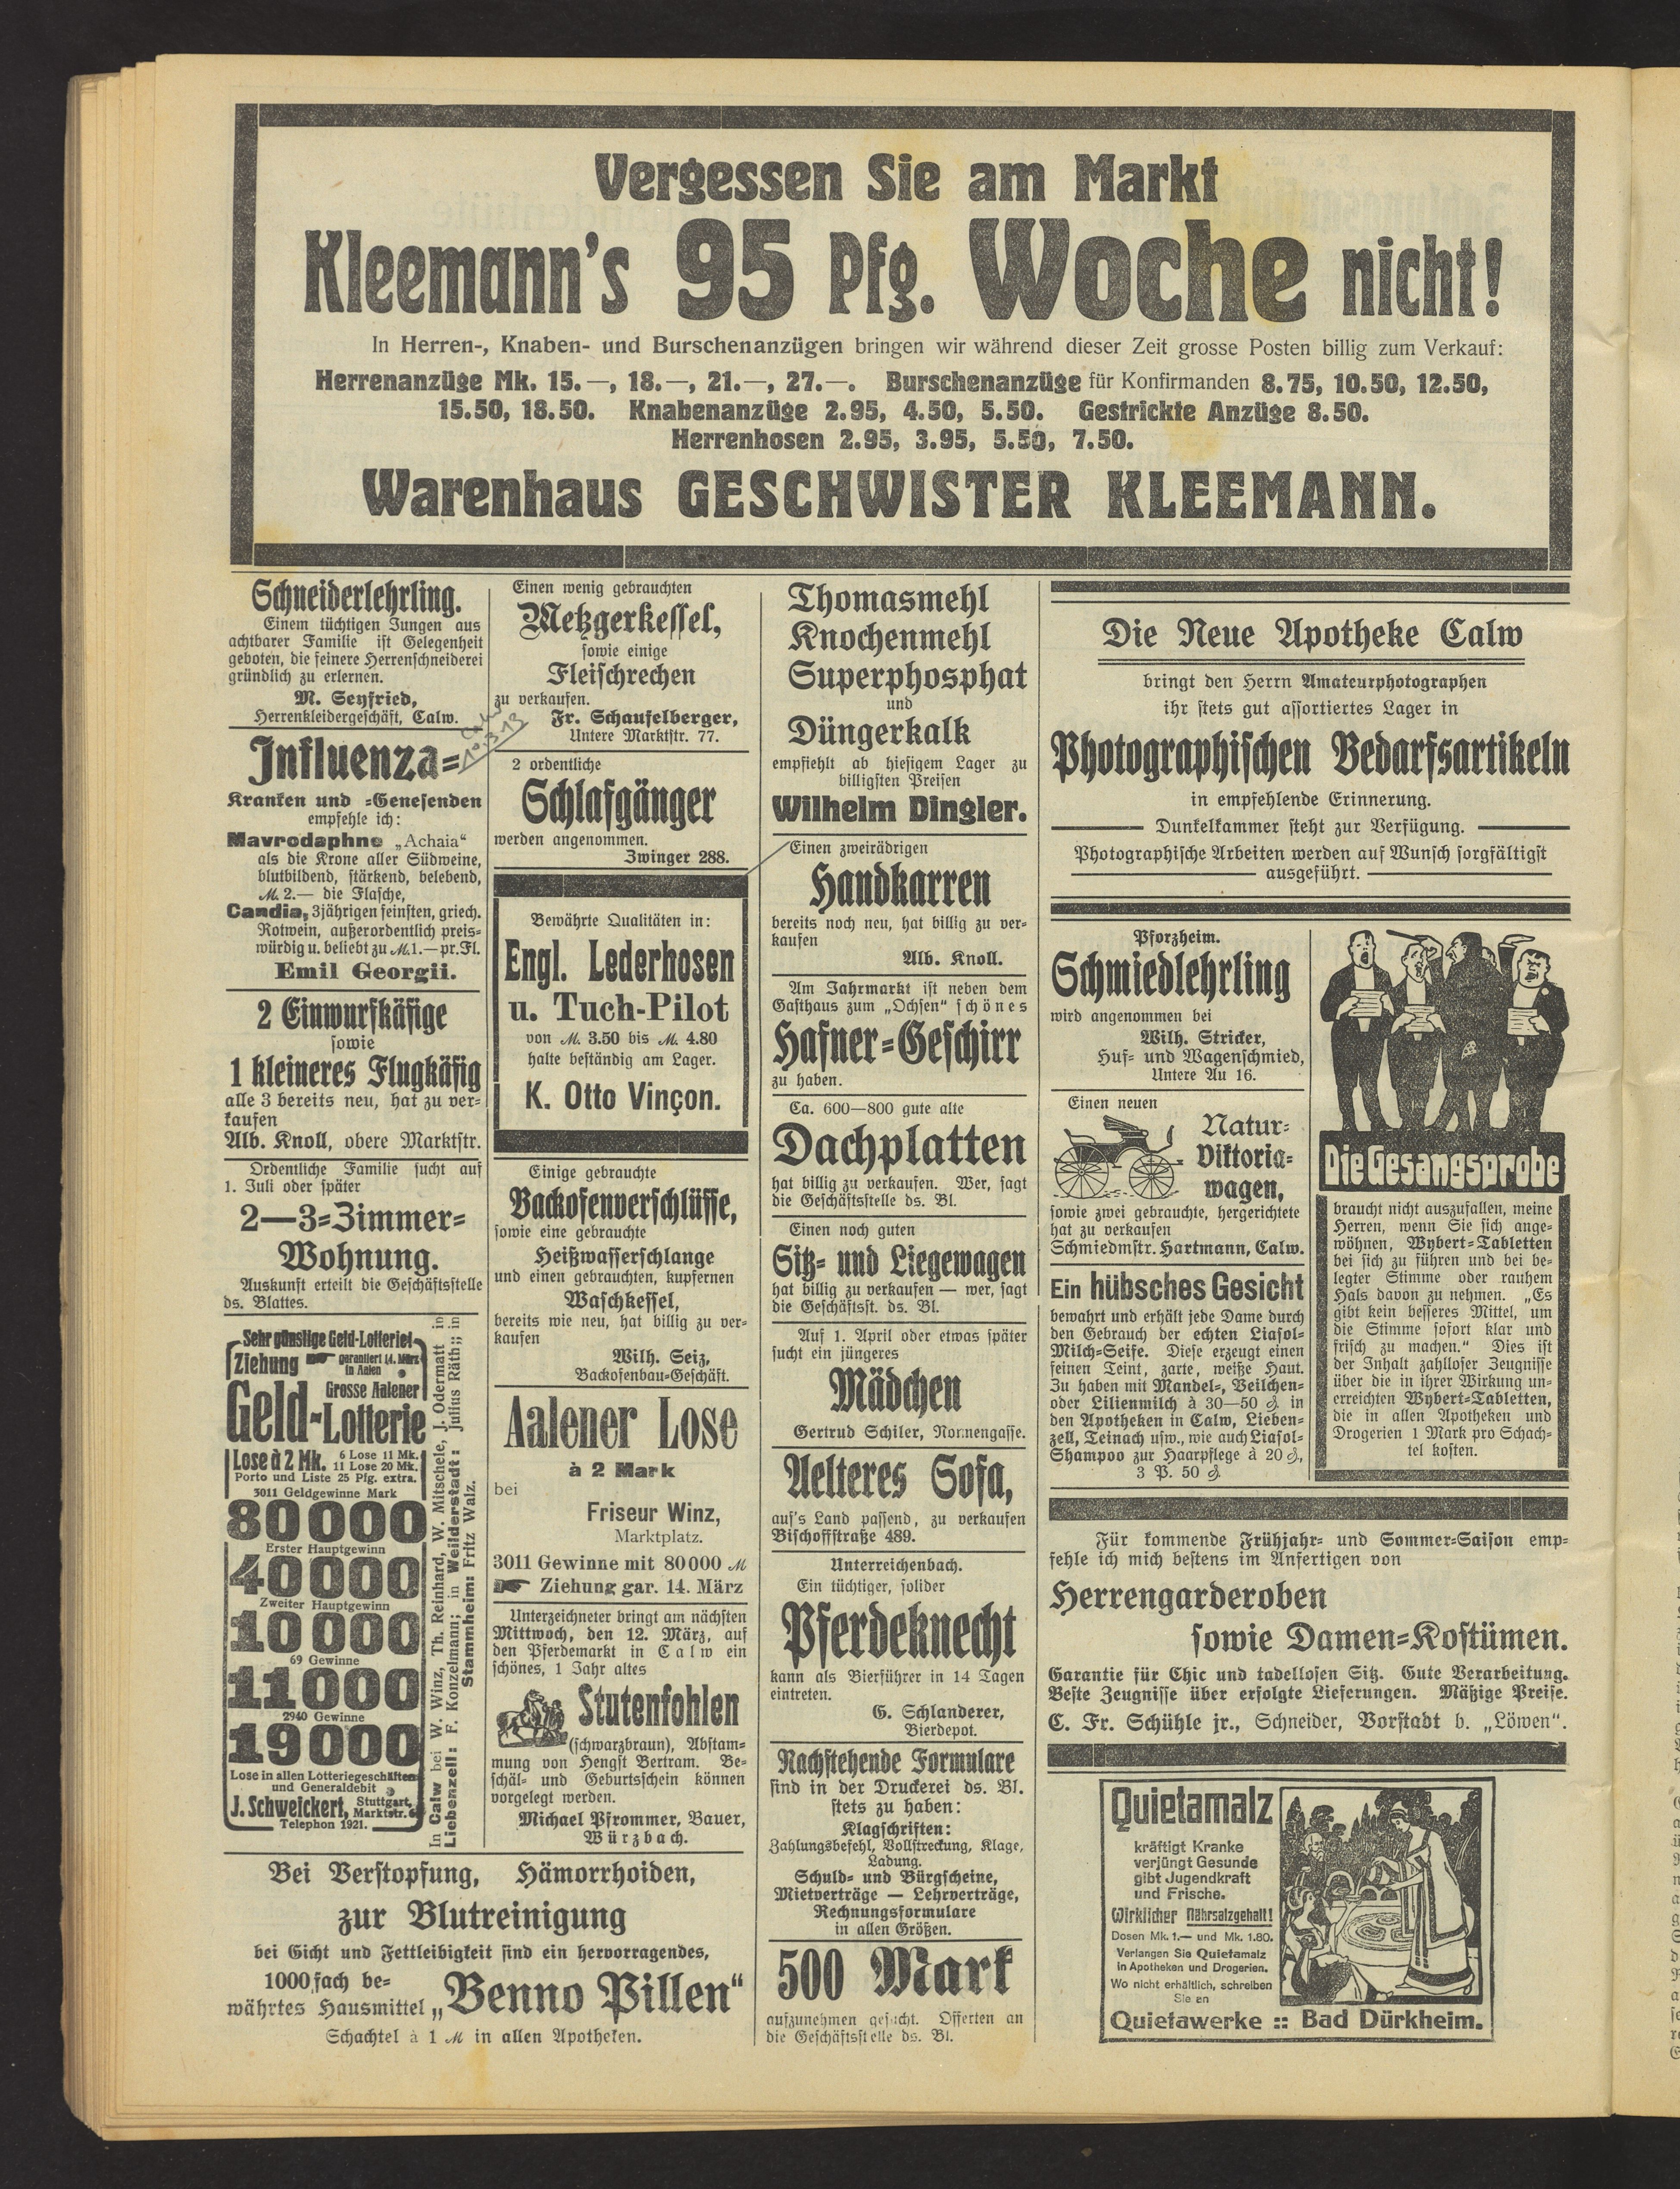 Vergessen Sie am Markt
Kleemann's 95 Pfg. Woche nicht!
In Herren-, Knaben- und Burschenanzügen bringen wir während dieser Zeit grosse Posten billig zum Verkauf:
Herrenanzüge Mk. 15.—, 18.—, 21.—, 27.—. Burschenanzüge für Konfirmanden 8.75, 10.50, 12.50,
15.50, 18.50. Knabenanzüge 2.95, 4.50, 5.50. Gestrickte Anzüge 8.50.
Herrenhosen 2.95, 3.95, 5.50, 7.50.
Warenhaus GESCHWISTER KLEEMANN.
Schneiderlehrling.
Einem tüchtigen Jungen aus
achtbarer Familie ist Gelegenheit
geboten, die feinere Herrenschneiderei
gründlich zu erlernen.
M. Seyfried,
Herrenkleidergeschäft, Calw.
Influenza=
Kranken und =Genesenden
empfehle ich:
Mavrodaphne „Achaia“
als die Krone aller Südweine,
blutbildend, stärkend, belebend,
M. 2.— die Flasche,
Candia, 3jährigen feinsten, griech.
Rotwein, außerordentlich preis=
würdig u. beliebt zu M. 1.— pr. Fl.
Emil Georgii.
2 Einwurfkäfige
sowie
1 kleineres Flugkäfig
alle 3 bereits neu, hat zu ver=
kaufen
Alb. Knoll, obere Marktstr.
Ordentliche Familie sucht auf
1. Juli oder später
2—3=Zimmer=
Wohnung.
Auskunft erteilt die Geschäftsstelle
ds. Blattes.
Sehr günstige Geld-Lotterie!
Ziehung garantiert 14. März
in Aalen
Grosse Aalener
Geld-Lotterie
Lose à 2 Mk. 6 Lose 11 Mk.
11 Lose 20 Mk.
Porto und Liste 25 Pfg. extra.
3011 Geldgewinne Mark
80000
Erster Hauptgewinn
40000
Zweiter Hauptgewinn
10000
69 Gewinne
11000
2940 Gewinne
19000
Lose in allen Lotteriegeschäften
und Generaldebit
J. Schweickert, Stuttgart,
Marktstr. 6
Telephon 1921.
In Calw bei W. Winz, Th. Reinhard, W. Mitschele, J. Odermatt in
Liebenzell: F. Konzelmann; in Weilderstadt: Julius Räth; in
Stammheim: Fritz Walz.
Einen wenig gebrauchten
Metzgerkessel,
sowie einige
Fleischrechen
zu verkaufen.
Fr. Schaufelberger,
Untere Marktstr. 77.
10.3.13
2 ordentliche
Schlafgänger
werden angenommen.
Zwinger 288.
Bewährte Qualitäten in:
Engl. Lederhosen
u. Tuch-Pilot
von M. 3.50 bis M. 4.80
halte beständig am Lager.
K. Otto Vinçon.
Einige gebrauchte
Backofenverschlüsse,
sowie eine gebrauchte
Heißwasserschlange
und einen gebrauchten, kupfernen
Waschkessel,
bereits wie neu, hat billig zu ver=
kaufen
Wilh. Seiz,
Backofenbau=Geschäft.
Aalener Lose
à 2 Mark
bei
Friseur Winz,
Marktplatz.
3011 Gewinne mit 80000 M
Ziehung gar. 14. März
Unterzeichneter bringt am nächsten
Mittwoch, den 12. März, auf
den Pferdemarkt in Calw ein
schönes, 1 Jahr altes
Stutenfohlen
(schwarzbraun), Abstam=
mung von Hengst Bertram. Be=
schäl= und Geburtsschein können
vorgelegt werden.
Michael Pfrommer, Bauer,
Würzbach.
Bei Verstopfung, Hämorrhoiden,
zur Blutreinigung
bei Gicht und Fettleibigkeit sind ein hervorragendes,
1000fach be=
währtes Hausmittel „Benno Pillen“
Schachtel à 1 M in allen Apotheken.
Thomasmehl
Knochenmehl
Superphosphat
und
Düngerkalk
empfiehlt ab hiesigem Lager zu
billigsten Preisen
Wilhelm Dingler.
Einen zweirädrigen
Handkarren
bereits noch neu, hat billig zu ver=
kaufen
Alb. Knoll.
Am Jahrmarkt ist neben dem
Gasthaus zum „Ochsen“ schönes
Hafner=Geschirr
zu haben.
Ca. 600—800 gute alte
Dachplatten
hat billig zu verkaufen. Wer, sagt
die Geschäftsstelle ds. Bl.
Einen noch guten
Sitz= und Liegewagen
hat billig zu verkaufen — wer, sagt
die Geschäftsst. ds. Bl.
Auf 1. April oder etwas später
sucht ein jüngeres
Mädchen
Gertrud Schiler, Nonnengasse.
Aelteres Sofa,
auf's Land passend, zu verkaufen
Bischoffstraße 489.
Unterreichenbach.
Ein tüchtiger, solider
Pferdeknecht
kann als Bierführer in 14 Tagen
eintreten.
G. Schlanderer,
Bierdepot.
Nachstehende Formulare
sind in der Druckerei ds. Bl.
stets zu haben:
Klagschriften:
Zahlungsbefehl, Vollstreckung, Klage,
Ladung.
Schuld= und Bürgscheine,
Mietverträge — Lehrverträge,
Rechnungsformulare
in allen Größen.
500 Mark
aufzunehmen gesucht. Offerten an
die Geschäftsstelle ds. Bl.
Die Neue Apotheke Calw
bringt den Herrn Amateurphotographen
ihr stets gut assortiertes Lager in
Photographischen Bedarfsartikeln
in empfehlende Erinnerung.
Dunkelkammer steht zur Verfügung.
Photographische Arbeiten werden auf Wunsch sorgfältigst
ausgeführt.
Pforzheim.
Schmiedlehrling
wird angenommen bei
Wilh. Stricker,
Huf= und Wagenschmied,
Untere Au 16.
Einen neuen
Natur=
Viktoria=
wagen,
sowie zwei gebrauchte, hergerichtete
hat zu verkaufen
Schmiedmstr. Hartmann, Calw.
Ein hübsches Gesicht
bewahrt und erhält jede Dame durch
den Gebrauch der echten Liasol=
Milch=Seife. Diese erzeugt einen
feinen Teint, zarte, weiße Haut.
Zu haben mit Mandel=, Veilchen=
oder Lilienmilch à 30—50 ₰ in
den Apotheken in Calw, Lieben=
zell, Teinach usw., wie auch Liasol=
Shampoo zur Haarpflege à 20 ₰,
3 P. 50 ₰.
Die Gesangsprobe
braucht nicht auszufallen, meine
Herren, wenn Sie sich ange=
wöhnen, Wybert=Tabletten
bei sich zu führen und bei be=
legter Stimme oder rauhem
Hals davon zu nehmen. „Es
gibt kein besseres Mittel, um
die Stimme sofort klar und
frisch zu machen.“ Dies ist
der Inhalt zahlloser Zeugnisse
über die in ihrer Wirkung un=
erreichten Wybert=Tabletten,
die in allen Apotheken und
Drogerien 1 Mark pro Schach=
tel kosten.
Für kommende Frühjahr= und Sommer=Saison emp=
fehle ich mich bestens im Anfertigen von
Herrengarderoben
sowie Damen=Kostümen.
Garantie für Chic und tadellosen Sitz. Gute Verarbeitung.
Beste Zeugnisse über erfolgte Lieferungen. Mäßige Preise.
C. Fr. Schühle jr., Schneider, Vorstadt b. „Löwen“.
Quietamalz
kräftigt Kranke
verjüngt Gesunde
gibt Jugendkraft
und Frische.
Wirklicher Nährsalzgehalt!
Dosen Mk. 1.— und Mk. 1.80.
Verlangen Sie Quietamalz
in Apotheken und Drogerien.
Wo nicht erhältlich, schreiben
Sie an
Quietawerke :: Bad Dürkheim.